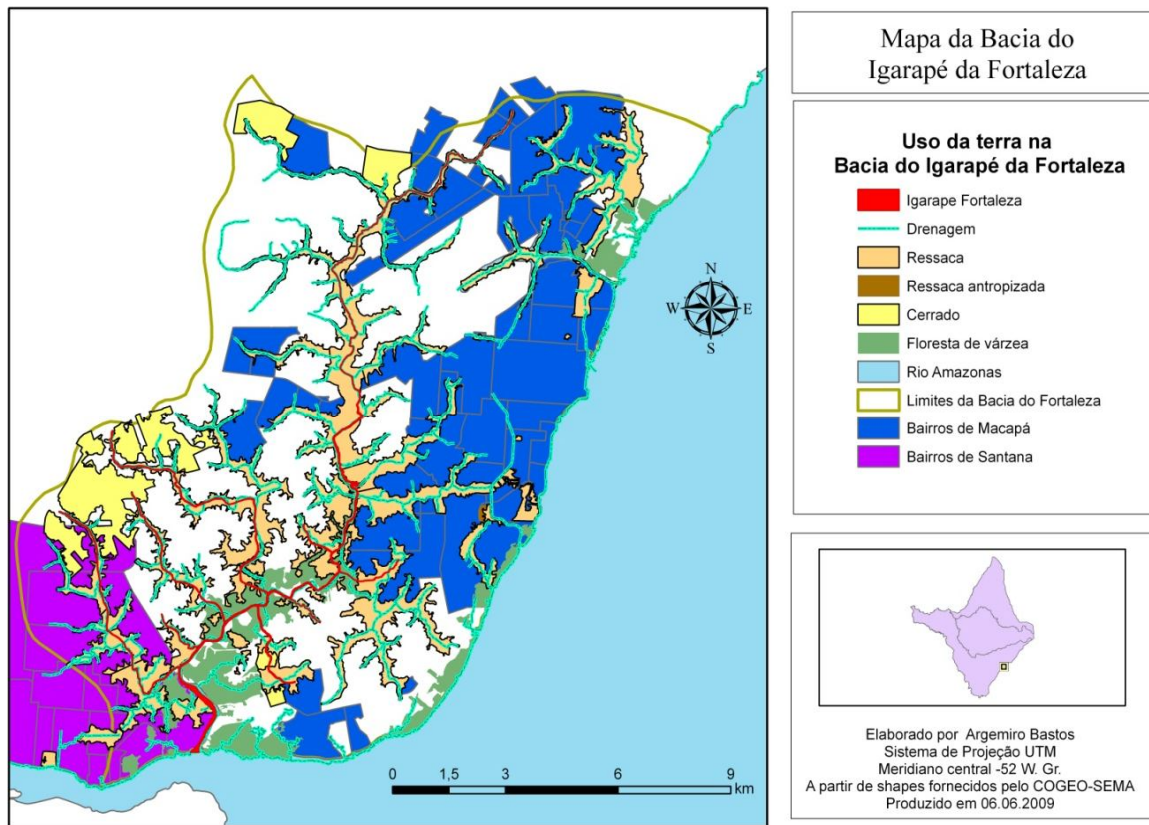 Mapa da Bacia do
Igarapé da Fortaleza
Uso da terra na
Bacia do Igarapé da Fortaleza
Igarape Fortaleza
Drenagem
Ressaca
Ressaca antropizada
Cerrado
Floresta de várzea
Rio Amazonas
Limites da Bacia do Fortaleza
Bairros de Macapá
Bairros de Santana
N
W E
S
0 1,5 3 6 9
km
Elaborado por Argemiro Bastos
Sistema de Projeção UTM
Meridiano central -52 W. Gr.
A partir de shapes fornecidos pelo COGEO-SEMA
Produzido em 06.06.2009